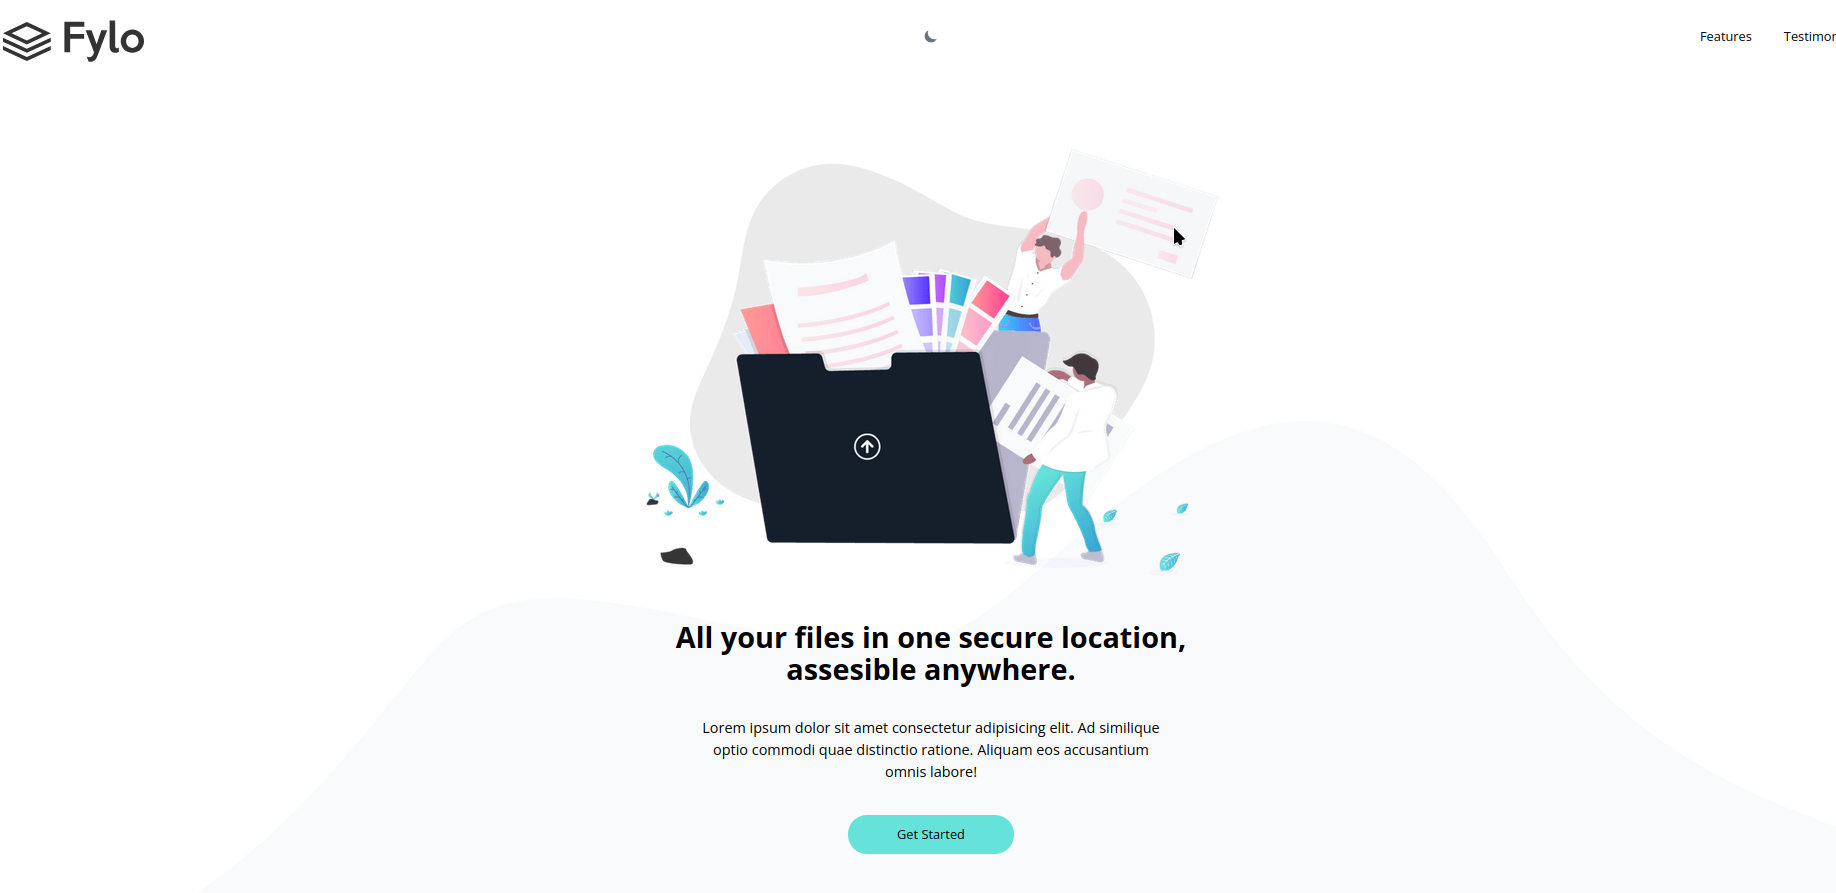 Fylo
Features
Testimon
All your files in one secure location,
assesible anywhere.
Lorem ipsum dolor sit amet consectetur adipisicing elit. Ad similique
optio commodi quae distinctio ratione. Aliquam eos accusantium
omnis labore!
Get Started